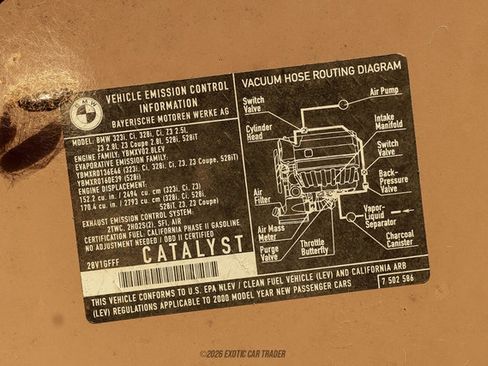 BMW
VEHICLE EMISSION CONTROL
INFORMATION
BAYERISCHE MOTOREN WERKE AG
MODEL: BMW 323i, Ci, 328i, Ci, Z3 2.5l,
Z3 2.8l, Z3 Coupe 2.8l, 528i, 528iT
ENGINE FAMILY: YBMXV02.8LEV
EVAPORATIVE EMISSION FAMILY:
YBMXR0136E46 (323i, Ci, 328i, Ci, Z3, Z3 Coupe, 528iT)
YBMXR0160E39 (528i)
ENGINE DISPLACEMENT:
152.2 cu. in./ 2494 cm. (323i, Ci, Z3)
170.4 cu. in./ 2393 cm. (328i, Ci, 528i,
528iT, Z3, Z3 Coupe)
EXHAUST EMISSION CONTROL SYSTEM:
2TWC, 2HO2S(2), SFI, AIR
CERTIFICATION FUEL: CALIFORNIA PHASE II GASOLINE
NO ADJUSTMENT NEEDED / OBD II CERTIFIED
CATALYST
28V1GFFF
VACUUM HOSE ROUTING DIAGRAM
Switch
Valve
Air Pump
Cylinder
Head
Intake
Manifold
Switch
Valve
Back-
Pressure
Valve
Air
Filter
Vapor-
Liquid
Separator
Air Mass
Meter
Purge
Valve
Throttle
Butterfly
Charcoal
Canister
THIS VEHICLE CONFORMS TO U.S. EPA NLEV / CLEAN FUEL VEHICLE (LEV) AND CALIFORNIA ARB
(LEV) REGULATIONS APPLICABLE TO 2000 MODEL YEAR NEW PASSENGER CARS
7 502 586
©2026 EXOTIC CAR TRADER